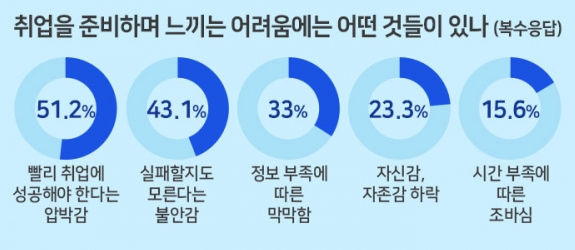 취업을 준비하며 느끼는 어려움에는 어떤 것들이 있나 (복수응답)
51.2%
43.1%
33%
23.3%
15.6%
빨리 취업에
성공해야 한다는
압박감
실패할지도
모른다는
불안감
정보 부족에
따른
막막함
자신감,
자존감 하락
시간 부족에
따른
조바심